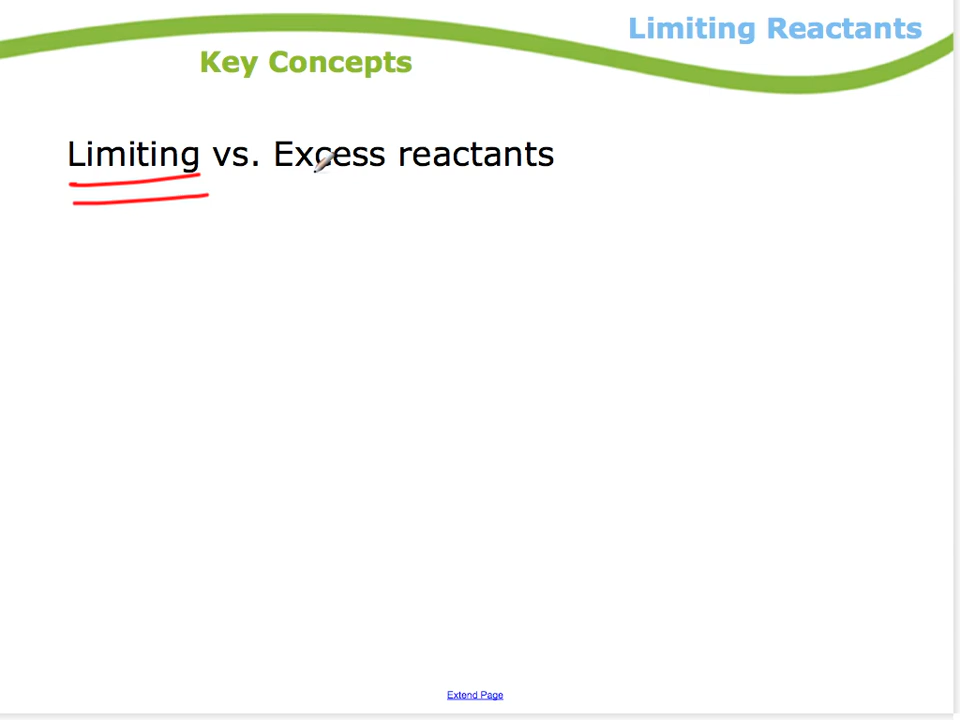 Limiting Reactants
Key Concepts
Limiting vs. Excess reactants
Extend Page